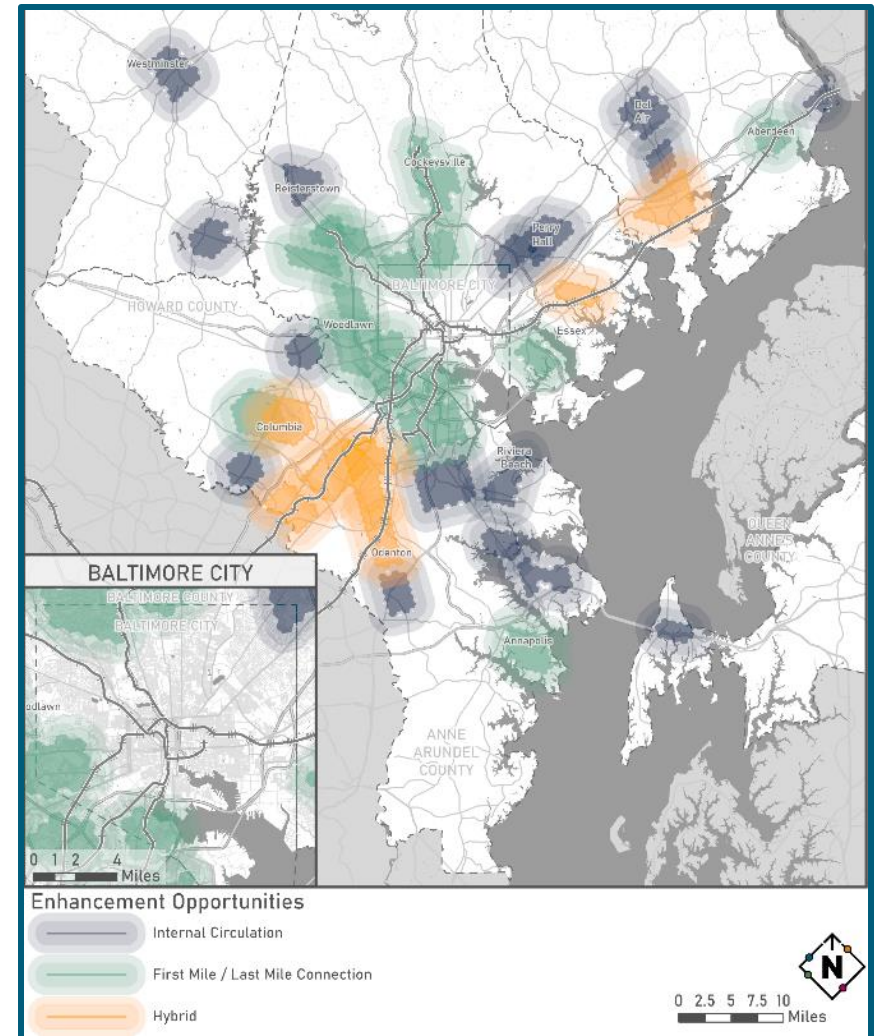 Westminster
Bel
Air
Aberdeen
Cockeysville
Reisterstown
Perry
Hall
BALTIMORE CITY
HOWARD COUNTY
Woodlawn
Essex
Columbia
Riviera
Beach
QUEEN
ANNES
COUNTY
Odenton
Annapolis
ANNE
ARUNDEL
COUNTY
BALTIMORE CITY
BALTIMORE COUNTY
BALTIMORE CITY
odlawn
0 1 2 4
Miles
Enhancement Opportunities
Internal Circulation
First Mile / Last Mile Connection
Hybrid
N
0 2.5 5 7.5 10
Miles